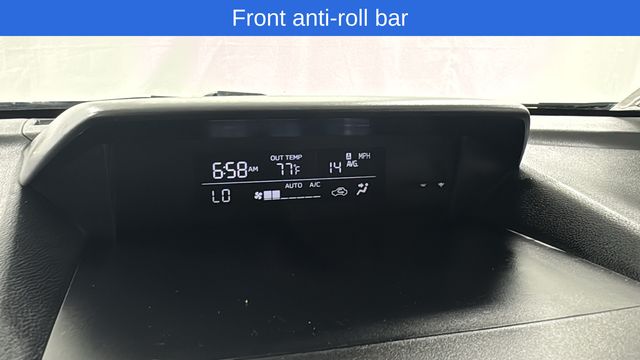 Front anti-roll bar
OUT TEMP
6:58 AM 77°F 14 A AVG. MPH
AUTO A/C
LO